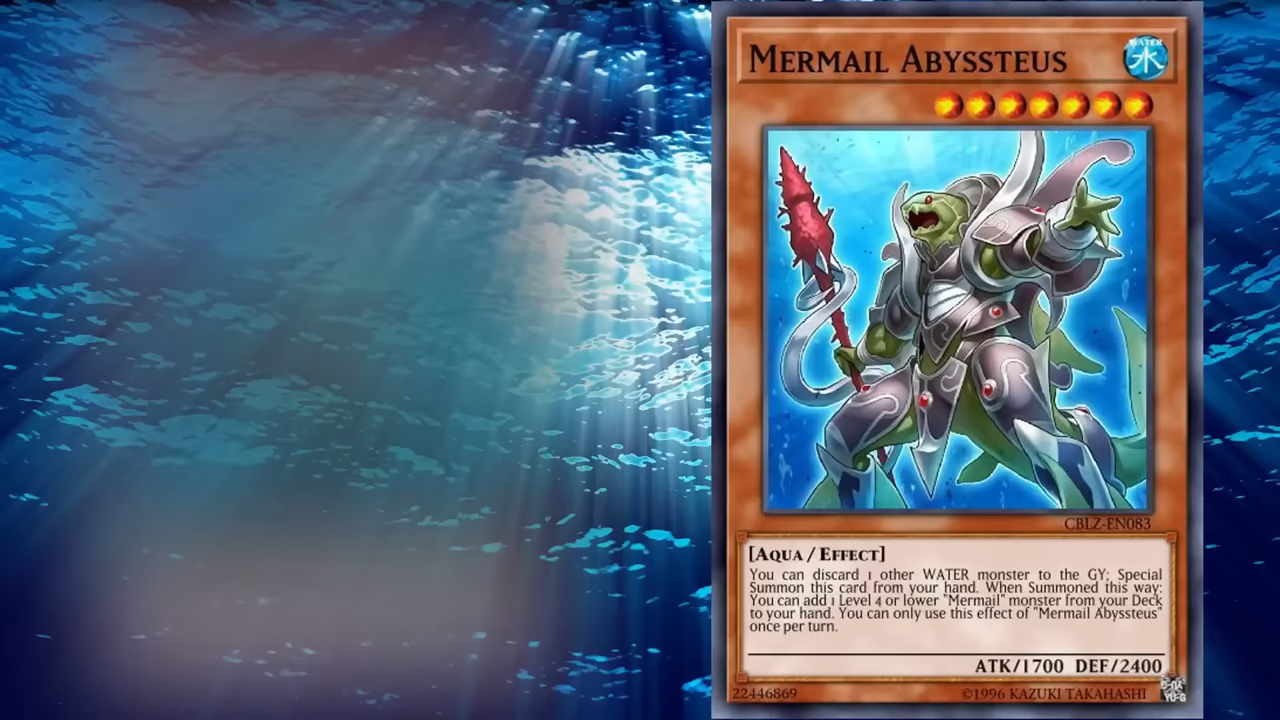 MERMAIL ABYSSTEUS
WATER
水
CBLZ-EN083
[AQUA / EFFECT]
You can discard 1 other WATER monster to the GY; Special
Summon this card from your hand. When Summoned this way:
You can add 1 Level 4 or lower "Mermail" monster from your Deck
to your hand. You can only use this effect of "Mermail Abyssteus"
once per turn.
ATK/1700 DEF/2400
22446869
©1996 KAZUKI TAKAHASHI